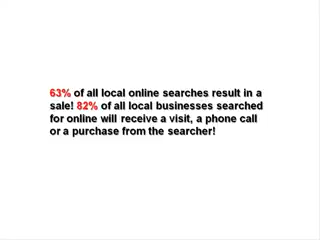 63% of all local online searches result in a
sale! 82% of all local businesses searched
for online will receive a visit, a phone call
or a purchase from the searcher!